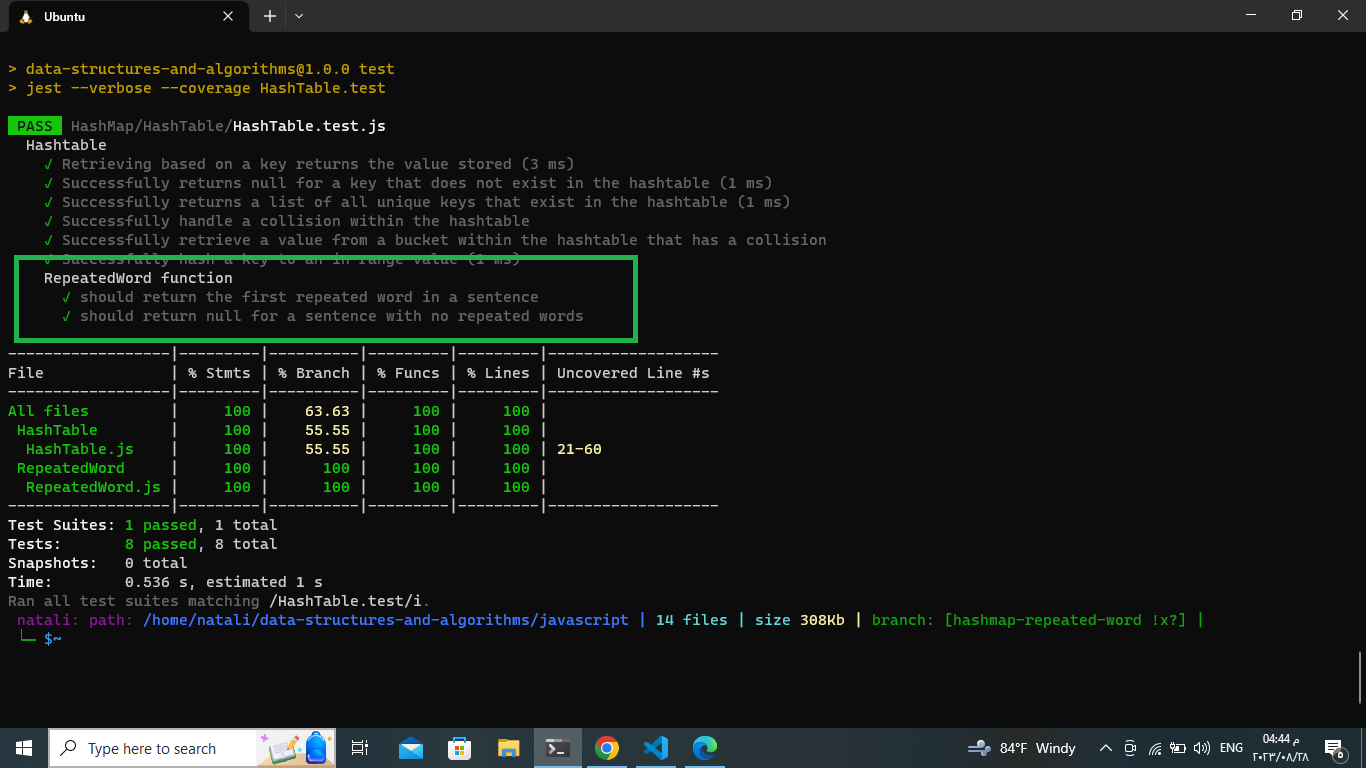 Ubuntu
> data-structures-and-algorithms@1.0.0 test
> jest --verbose --coverage HashTable.test
PASS HashMap/HashTable/HashTable.test.js
Hashtable
√ Retrieving based on a key returns the value stored (3 ms)
√ Successfully returns null for a key that does not exist in the hashtable (1 ms)
√ Successfully returns a list of all unique keys that exist in the hashtable (1 ms)
√ Successfully handle a collision within the hashtable
√ Successfully retrieve a value from a bucket within the hashtable that has a collision
√ Successfully hash a key to an in-range value (1 ms)
RepeatedWord function
√ should return the first repeated word in a sentence
√ should return null for a sentence with no repeated words
------------------|---------|----------|---------|---------|-------------------
File | % Stmts | % Branch | % Funcs | % Lines | Uncovered Line #s
------------------|---------|----------|---------|---------|-------------------
All files | 100 | 63.63 | 100 | 100 |
HashTable | 100 | 55.55 | 100 | 100 |
HashTable.js | 100 | 55.55 | 100 | 100 | 21-60
RepeatedWord | 100 | 100 | 100 | 100 |
RepeatedWord.js | 100 | 100 | 100 | 100 |
------------------|---------|----------|---------|---------|-------------------
Test Suites: 1 passed, 1 total
Tests: 8 passed, 8 total
Snapshots: 0 total
Time: 0.536 s, estimated 1 s
Ran all test suites matching /HashTable.test/i.
natali: path: /home/natali/data-structures-and-algorithms/javascript | 14 files | size 308Kb | branch: [hashmap-repeated-word !x?] |
└─ $~
Type here to search
84°F Windy
ENG
04:44 م
٢٠٢٣/٠٨/٢٨